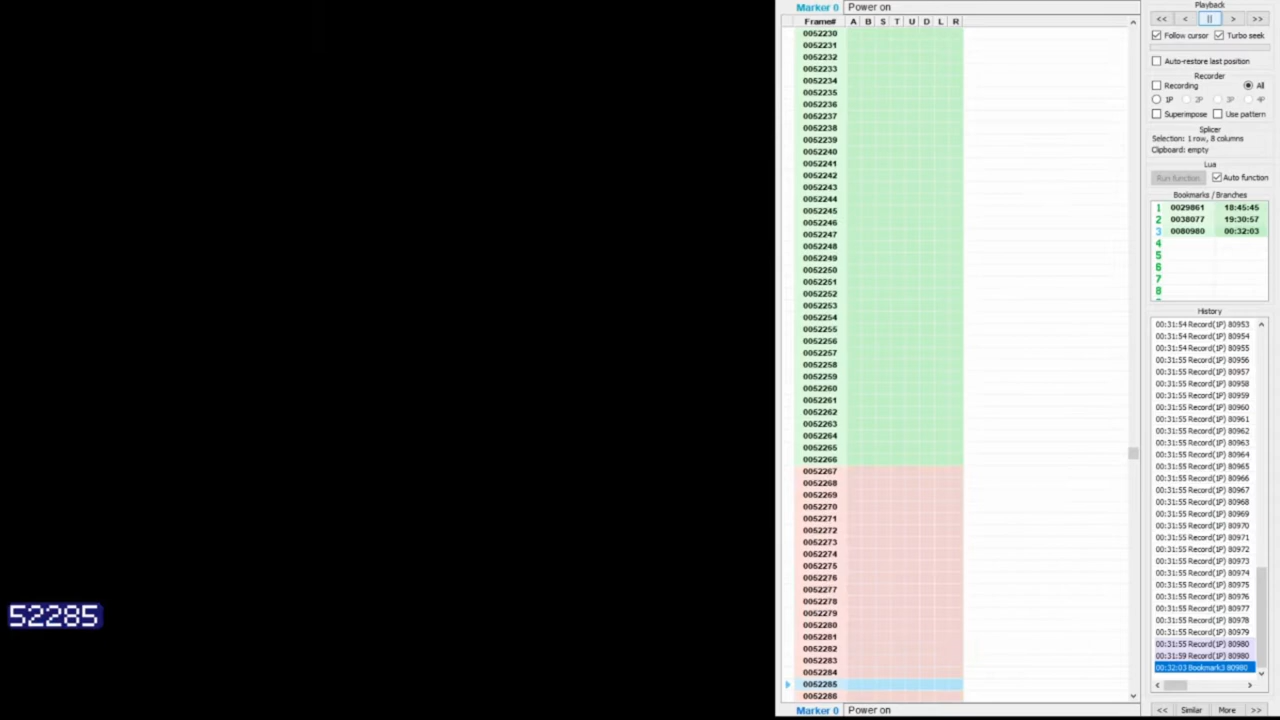 Marker 0 Power on
Frame# A B S T U D L R
0052230
0052231
0052232
0052233
0052234
0052235
0052236
0052237
0052238
0052239
0052240
0052241
0052242
0052243
0052244
0052245
0052246
0052247
0052248
0052249
0052250
0052251
0052252
0052253
0052254
0052255
0052256
0052257
0052258
0052259
0052260
0052261
0052262
0052263
0052264
0052265
0052266
0052267
0052268
0052269
0052270
0052271
0052272
0052273
0052274
0052275
0052276
0052277
0052278
0052279
0052280
0052281
0052282
0052283
0052284
0052285
0052286
Marker 0 Power on
52285
Playback
<< < || > >>
Follow cursor Turbo seek
Auto-restore last position
Recorder
Recording All
1P 2P 3P 4P
Superimpose Use pattern
Splicer
Selection: 1 row, 8 columns
Clipboard: empty
Lua
Run function Auto function
Bookmarks / Branches
1 0029861 18:45:45
2 0038077 19:30:57
3 0080980 00:32:03
4
5
6
7
8
History
00:31:54 Record(1P) 80953
00:31:54 Record(1P) 80954
00:31:54 Record(1P) 80955
00:31:55 Record(1P) 80956
00:31:55 Record(1P) 80957
00:31:55 Record(1P) 80958
00:31:55 Record(1P) 80959
00:31:55 Record(1P) 80960
00:31:55 Record(1P) 80961
00:31:55 Record(1P) 80962
00:31:55 Record(1P) 80963
00:31:55 Record(1P) 80964
00:31:55 Record(1P) 80965
00:31:55 Record(1P) 80966
00:31:55 Record(1P) 80967
00:31:55 Record(1P) 80968
00:31:55 Record(1P) 80969
00:31:55 Record(1P) 80970
00:31:55 Record(1P) 80971
00:31:55 Record(1P) 80972
00:31:55 Record(1P) 80973
00:31:55 Record(1P) 80974
00:31:55 Record(1P) 80975
00:31:55 Record(1P) 80976
00:31:55 Record(1P) 80977
00:31:55 Record(1P) 80978
00:31:55 Record(1P) 80979
00:31:55 Record(1P) 80980
00:31:59 Record(1P) 80980
00:32:03 Bookmark3 80980
<< Similar More >>